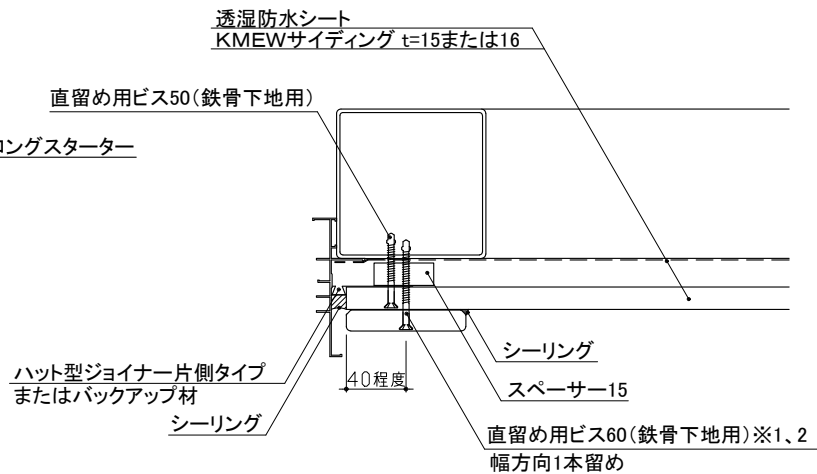 透湿防水シート
KMEWサイディング t=15または16
直留め用ビス50(鉄骨下地用)
ロングスターター
シーリング
ハット型ジョイナー片側タイプ
またはバックアップ材
40程度
スペーサー15
シーリング
直留め用ビス60(鉄骨下地用)※1、2
幅方向1本留め